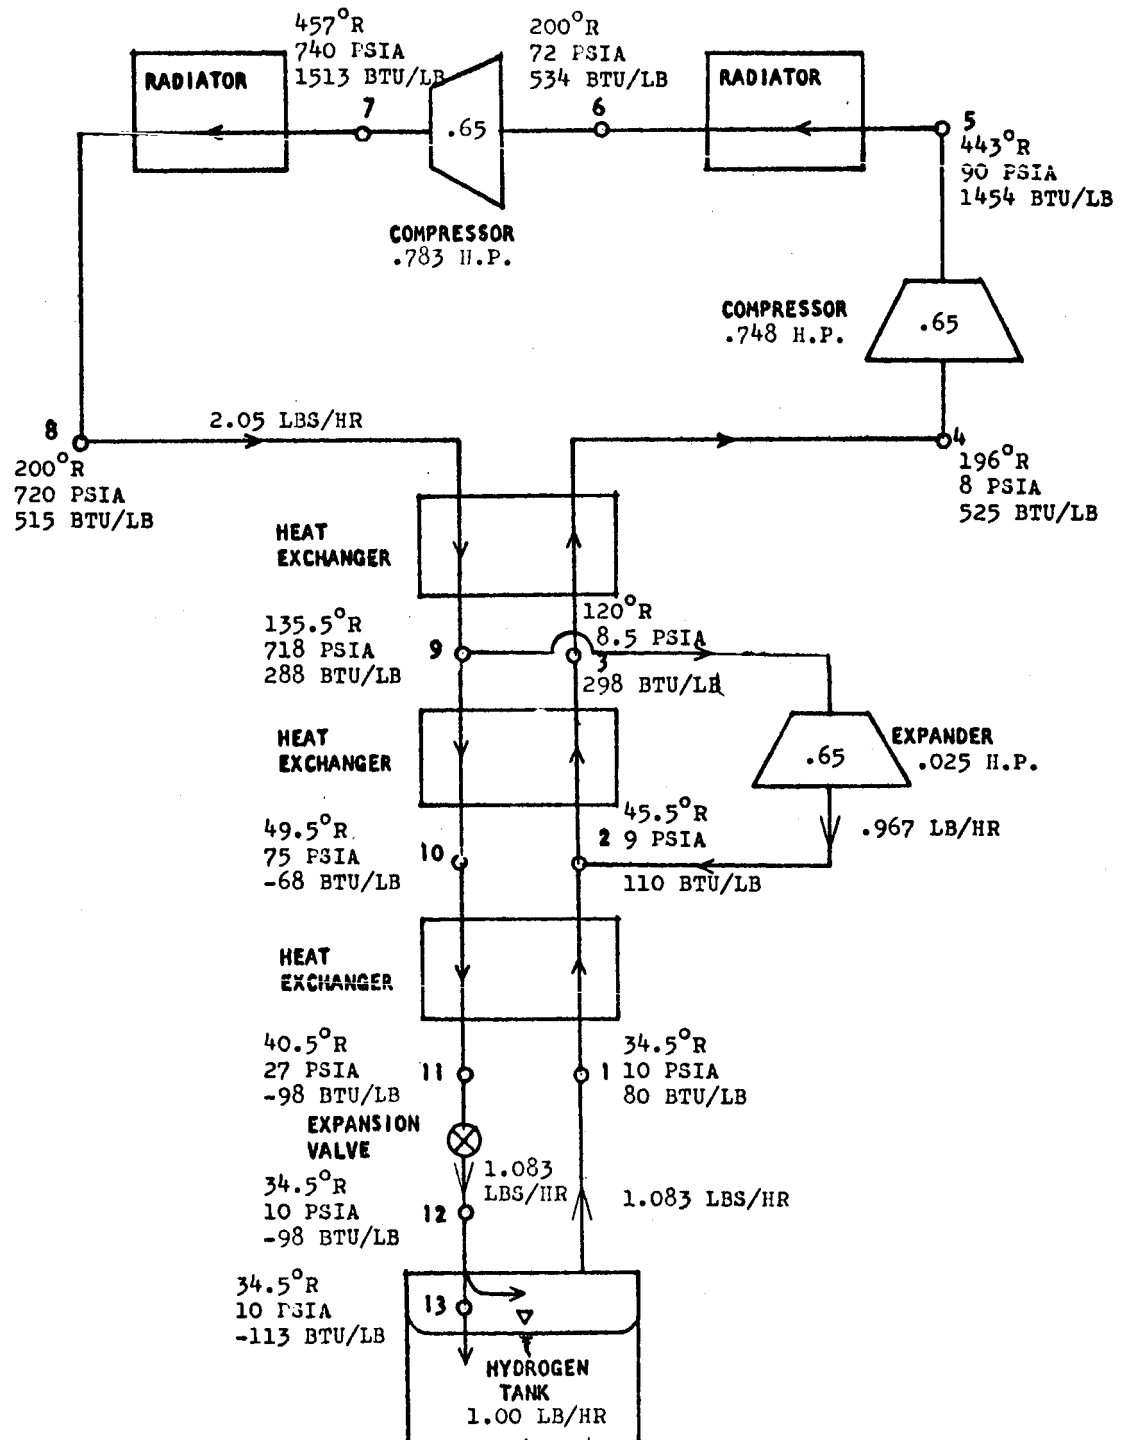 457°R
740 PSIA
1513 BTU/LB
7
RADIATOR
.65
COMPRESSOR
.783 H.P.
200°R
72 PSIA
534 BTU/LB
6
RADIATOR
5
443°R
90 PSIA
1454 BTU/LB
COMPRESSOR
.748 H.P.
.65
8
200°R
720 PSIA
515 BTU/LB
2.05 LBS/HR
4
196°R
8 PSIA
525 BTU/LB
HEAT
EXCHANGER
135.5°R
718 PSIA
288 BTU/LB
9
120°R
8.5 PSIA
3
298 BTU/LB
HEAT
EXCHANGER
.65
EXPANDER
.025 H.P.
.967 LB/HR
49.5°R
75 PSIA
-68 BTU/LB
10
45.5°R
2 9 PSIA
110 BTU/LB
HEAT
EXCHANGER
40.5°R
27 PSIA
-98 BTU/LB
11
34.5°R
1 10 PSIA
80 BTU/LB
EXPANSION
VALVE
1.083
LBS/HR
1.083 LBS/HR
34.5°R
10 PSIA
-98 BTU/LB
12
34.5°R
10 PSIA
-113 BTU/LB
13
HYDROGEN
TANK
1.00 LB/HR